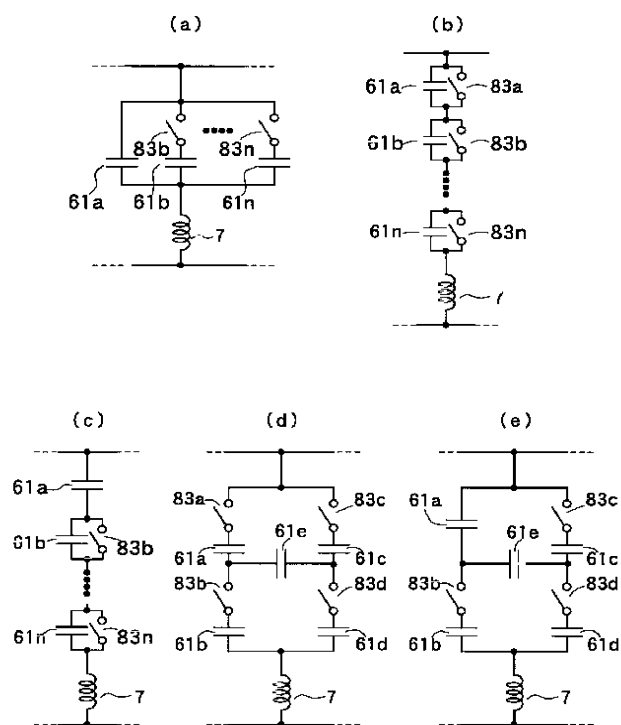 (a)
(b)
61a 83a
83b 83n
61b 83b
61a 61b 61n
61n 83n
7
7
(c) (d) (e)
61a 83a 83c 61a 83c
61e 61e
61b 83b 61a 61c 61c
83b 83d 83b 83d
61n 83n 61b 61d 61b 61d
7 7 7